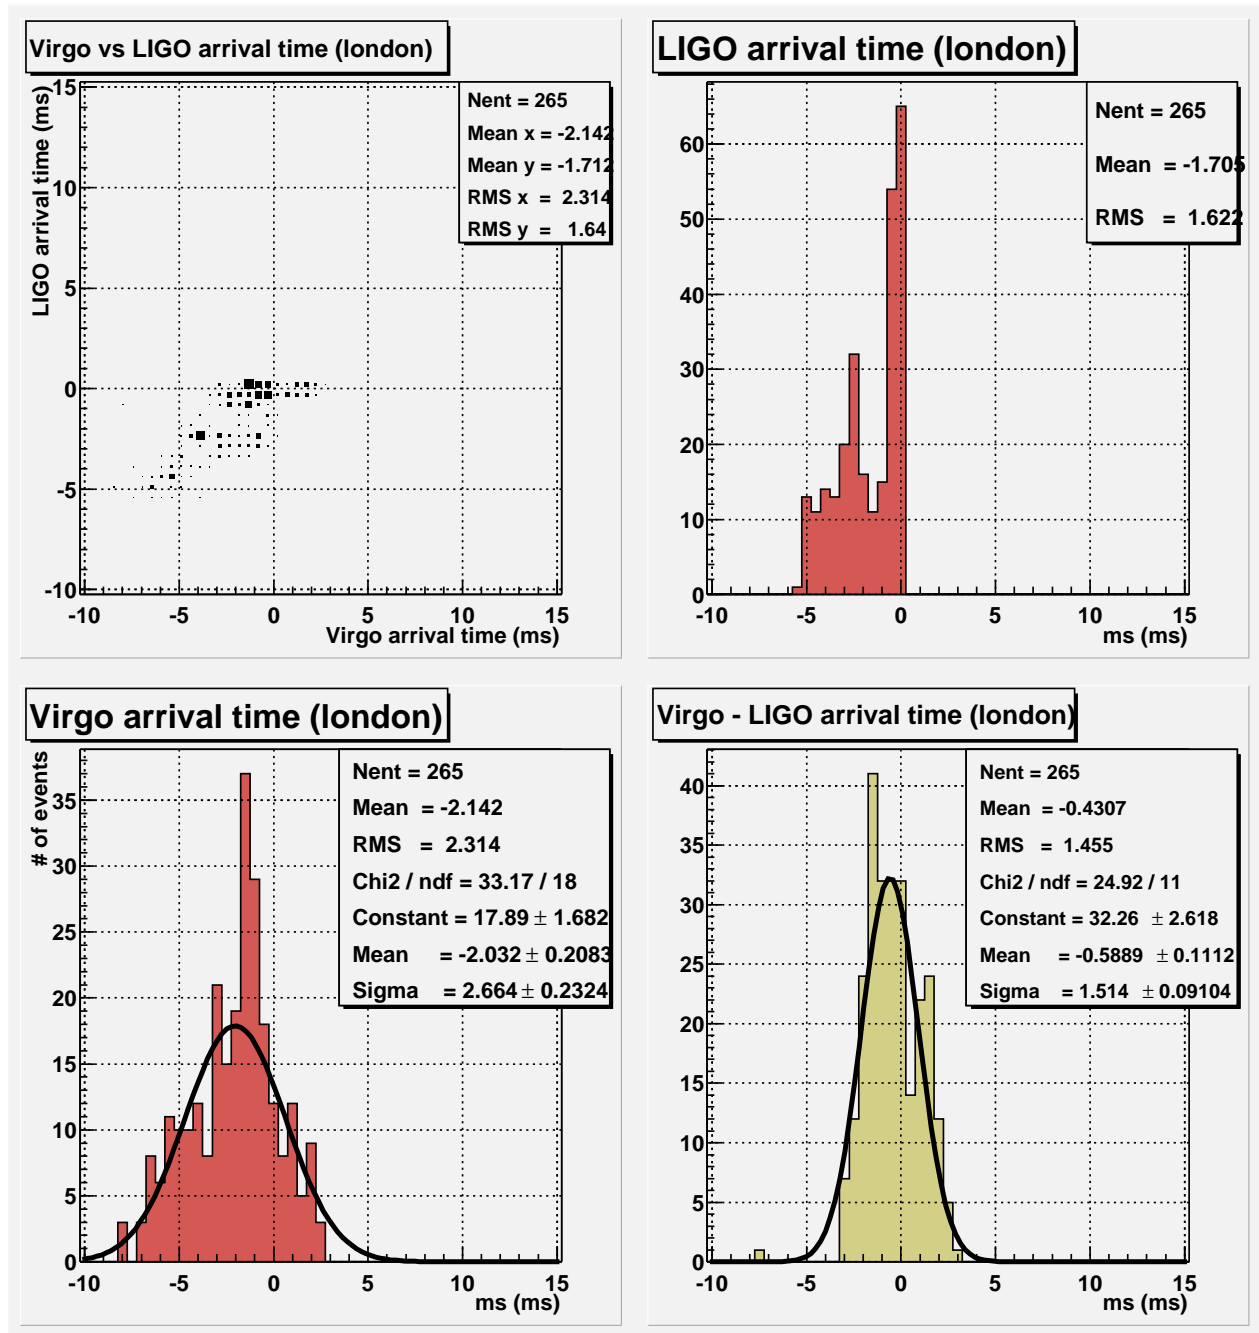 Virgo vs LIGO arrival time (london)
LIGO arrival time (ms)
15
10
5
0
-5
-10
Nent = 265
Mean x = -2.142
Mean y = -1.712
RMS x = 2.314
RMS y = 1.64
-10 -5 0 5 10 15
Virgo arrival time (ms)
LIGO arrival time (london)
60
50
40
30
20
10
0
Nent = 265
Mean = -1.705
RMS = 1.622
-10 -5 0 5 10 15
ms (ms)
Virgo arrival time (london)
# of events
35
30
25
20
15
10
5
0
Nent = 265
Mean = -2.142
RMS = 2.314
Chi2 / ndf = 33.17 / 18
Constant = 17.89 ± 1.682
Mean = -2.032 ± 0.2083
Sigma = 2.664 ± 0.2324
-10 -5 0 5 10 15
ms (ms)
Virgo - LIGO arrival time (london)
40
35
30
25
20
15
10
5
0
Nent = 265
Mean = -0.4307
RMS = 1.455
Chi2 / ndf = 24.92 / 11
Constant = 32.26 ± 2.618
Mean = -0.5889 ± 0.1112
Sigma = 1.514 ± 0.09104
-10 -5 0 5 10 15
ms (ms)